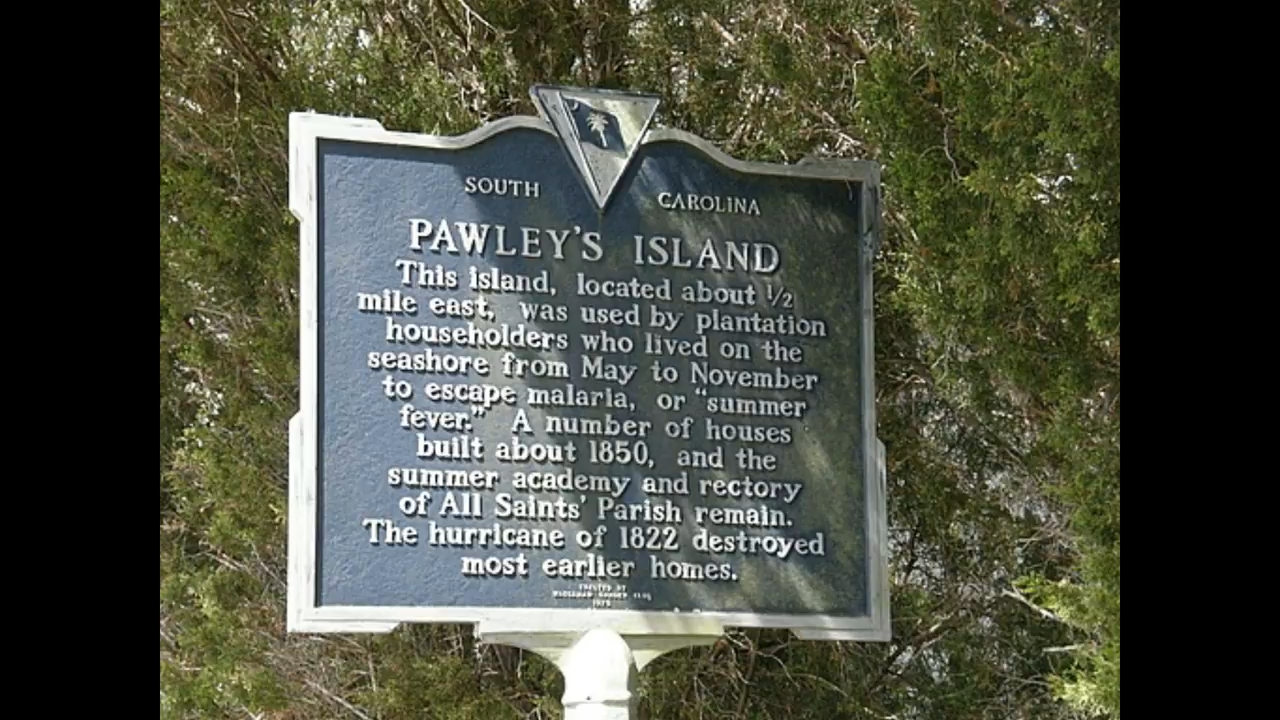 SOUTH CAROLINA
PAWLEY'S ISLAND
This island, located about ½
mile east, was used by plantation
householders who lived on the
seashore from May to November
to escape malaria, or "summer
fever." A number of houses
built about 1850, and the
summer academy and rectory
of All Saints' Parish remain.
The hurricane of 1822 destroyed
most earlier homes.
ERECTED BY